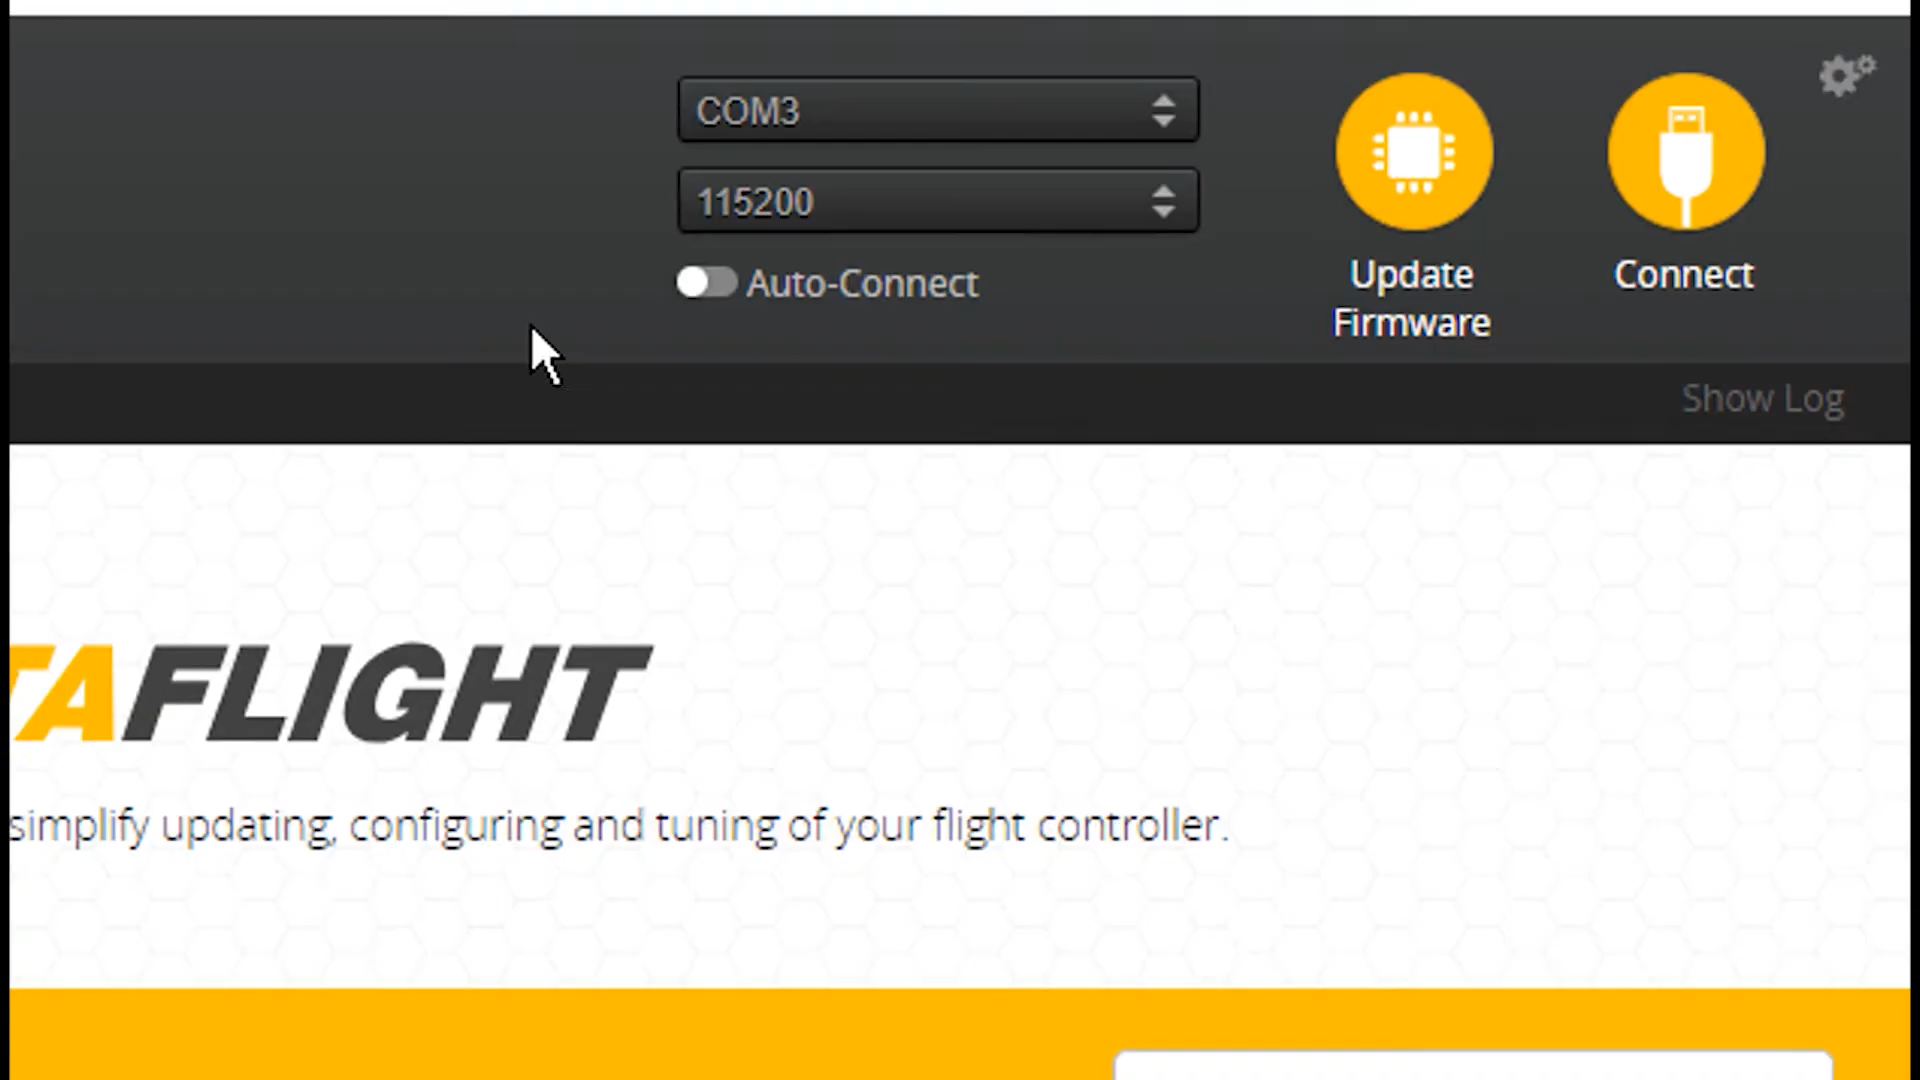 COM3
115200
Auto-Connect
Update
Firmware
Connect
Show Log
TAFLIGHT
simplify updating, configuring and tuning of your flight controller.